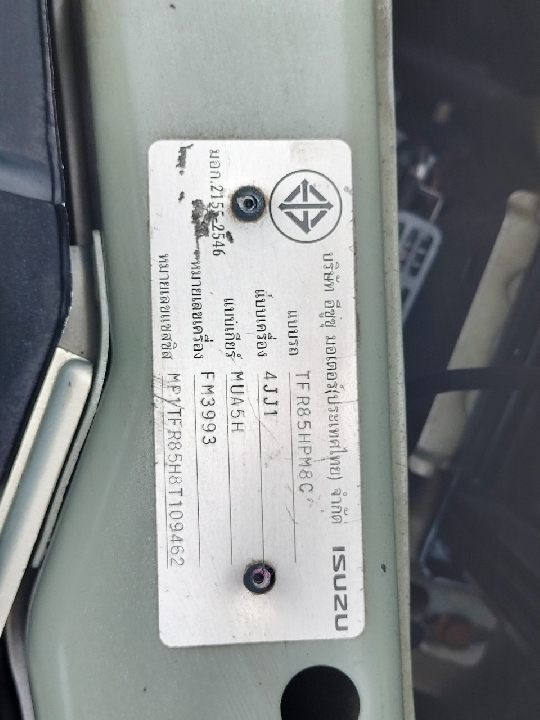 มอก.2155-2546
บริษัท อีซูซุ มอเตอร์(ประเทศไทย) จำกัด ISUZU
แบบรถ TFR85HPM8C
แบบเครื่อง 4JJ1
แบบเกียร์ MUA5H
หมายเลขเครื่อง FM3993
หมายเลขแชสซิส MP1TFR85H8T109462